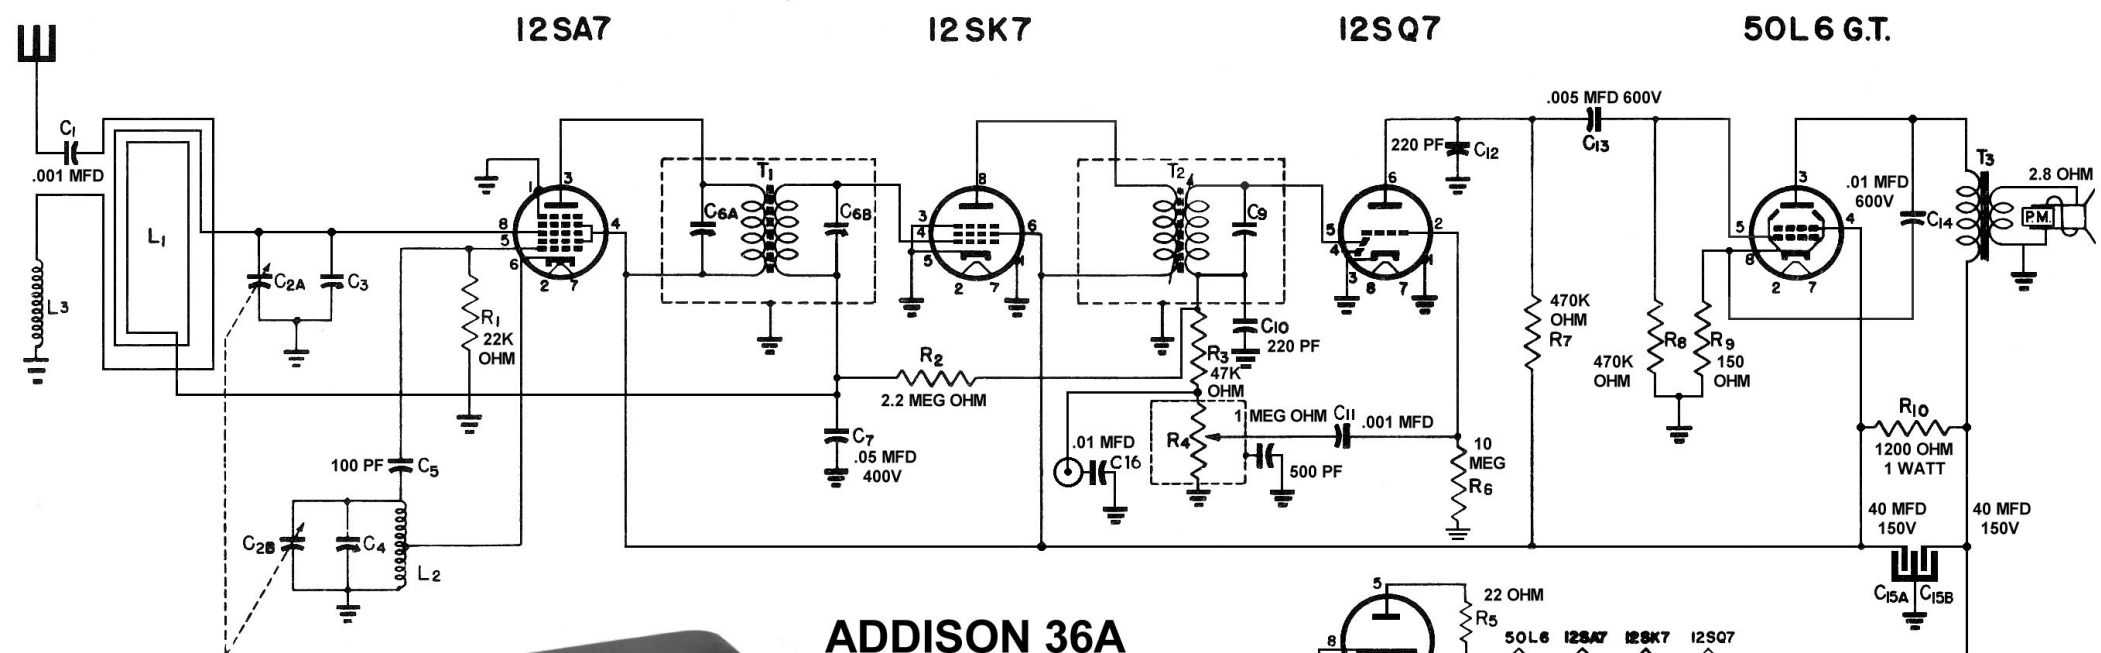 12SA7
12SK7
12SQ7
50L6 G.T.
C1
.001 MFD
L1
L3
C2A
C3
R1
22K
OHM
8
5
6
1
3
4
2
7
T1
C6A
C6B
3
4
5
8
6
2
7
T2
C9
C10
220 PF
R2
2.2 MEG OHM
R3
47K
OHM
C7
.05 MFD
400V
100 PF
C5
C2B
C4
L2
5
4
3
6
2
8
7
220 PF
C12
.005 MFD 600V
C13
R4
1 MEG OHM
C11
.001 MFD
.01 MFD
C16
500 PF
10
MEG
R6
470K
OHM
R7
470K
OHM
R8
R9
150
OHM
5
8
3
4
2
7
.01 MFD
600V
C14
T3
2.8 OHM
P.M.
R10
1200 OHM
1 WATT
40 MFD
150V
40 MFD
150V
C15A
C15B
ADDISON 36A
5
8
22 OHM
R5
50L6
12SA7
12SK7
12SQ7